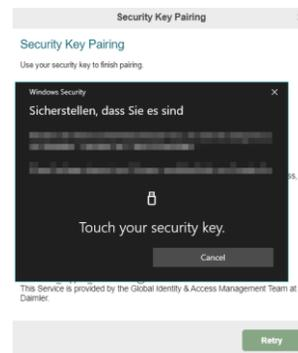 Security Key Pairing
Security Key Pairing
Use your security key to finish pairing.
Windows Security
Sicherstellen, dass Sie es sind
Touch your security key.
Cancel
This Service is provided by the Global Identity & Access Management Team at
Daimler.
Retry